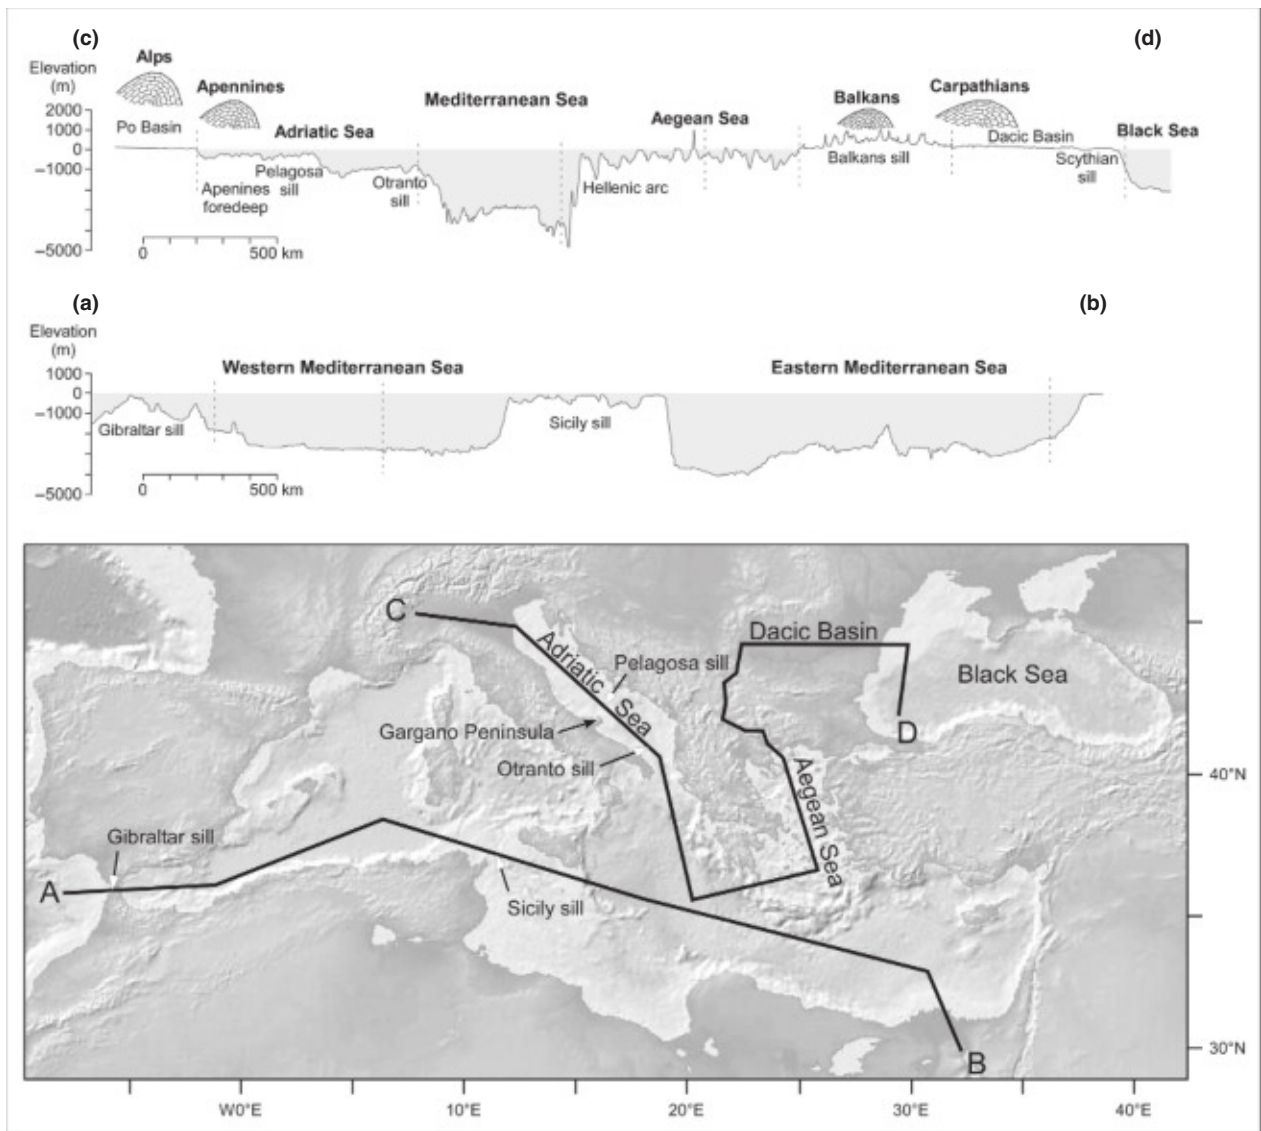 (c)
(d)
Alps
Elevation
(m)
Apennines
Carpathians
Mediterranean Sea
Balkans
2000
1000
0
−1000
−5000
Po Basin
Adriatic Sea
Aegean Sea
Dacic Basin
Black Sea
Pelagosa
sill
Apenines
foredeep
Otranto
sill
Hellenic arc
Balkans sill
Scythian
sill
0
500 km
(a)
(b)
Elevation
(m)
Western Mediterranean Sea
Eastern Mediterranean Sea
1000
0
−1000
−5000
Gibraltar sill
Sicily sill
0
500 km
C
Adriatic Sea
Pelagosa sill
Dacic Basin
Black Sea
Gargano Peninsula
D
Otranto sill
Aegean Sea
40°N
Gibraltar sill
A
Sicily sill
30°N
B
W0°E
10°E
20°E
30°E
40°E